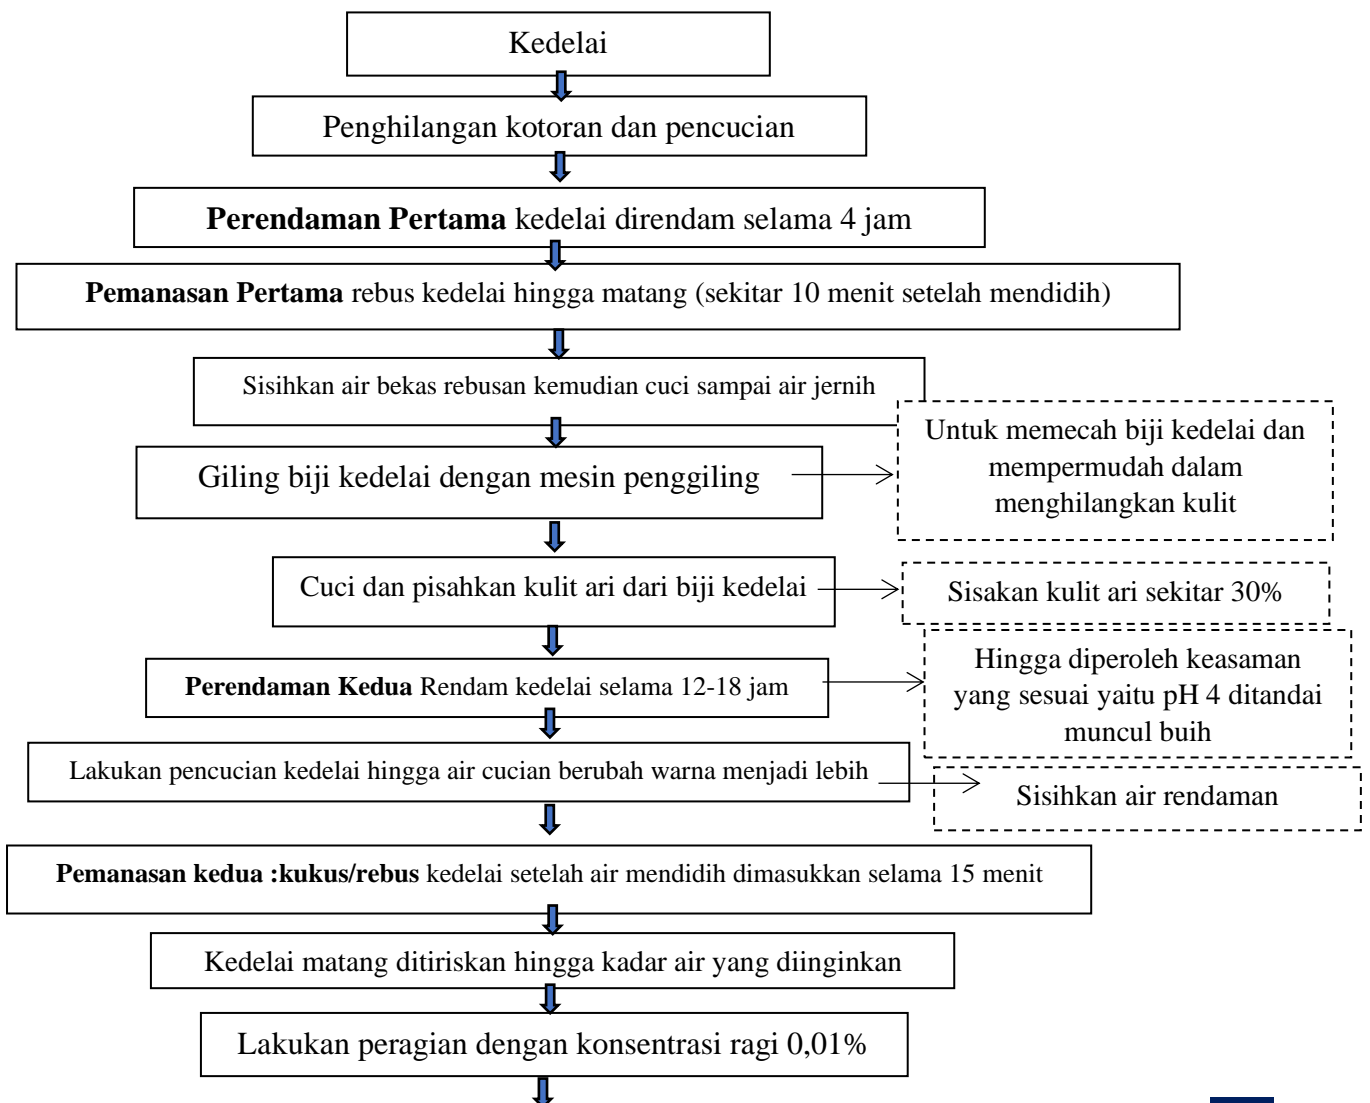 Kedelai
Penghilangan kotoran dan pencucian
Perendaman Pertama kedelai direndam selama 4 jam
Pemanasan Pertama rebus kedelai hingga matang (sekitar 10 menit setelah mendidih)
Sisihkan air bekas rebusan kemudian cuci sampai air jernih
Giling biji kedelai dengan mesin penggiling
Untuk memecah biji kedelai dan
mempermudah dalam
menghilangkan kulit
Cuci dan pisahkan kulit ari dari biji kedelai
Sisakan kulit ari sekitar 30%
Perendaman Kedua Rendam kedelai selama 12-18 jam
Hingga diperoleh keasaman
yang sesuai yaitu pH 4 ditandai
muncul buih
Lakukan pencucian kedelai hingga air cucian berubah warna menjadi lebih
Sisihkan air rendaman
Pemanasan kedua :kukus/rebus kedelai setelah air mendidih dimasukkan selama 15 menit
Kedelai matang ditiriskan hingga kadar air yang diinginkan
Lakukan peragian dengan konsentrasi ragi 0,01%